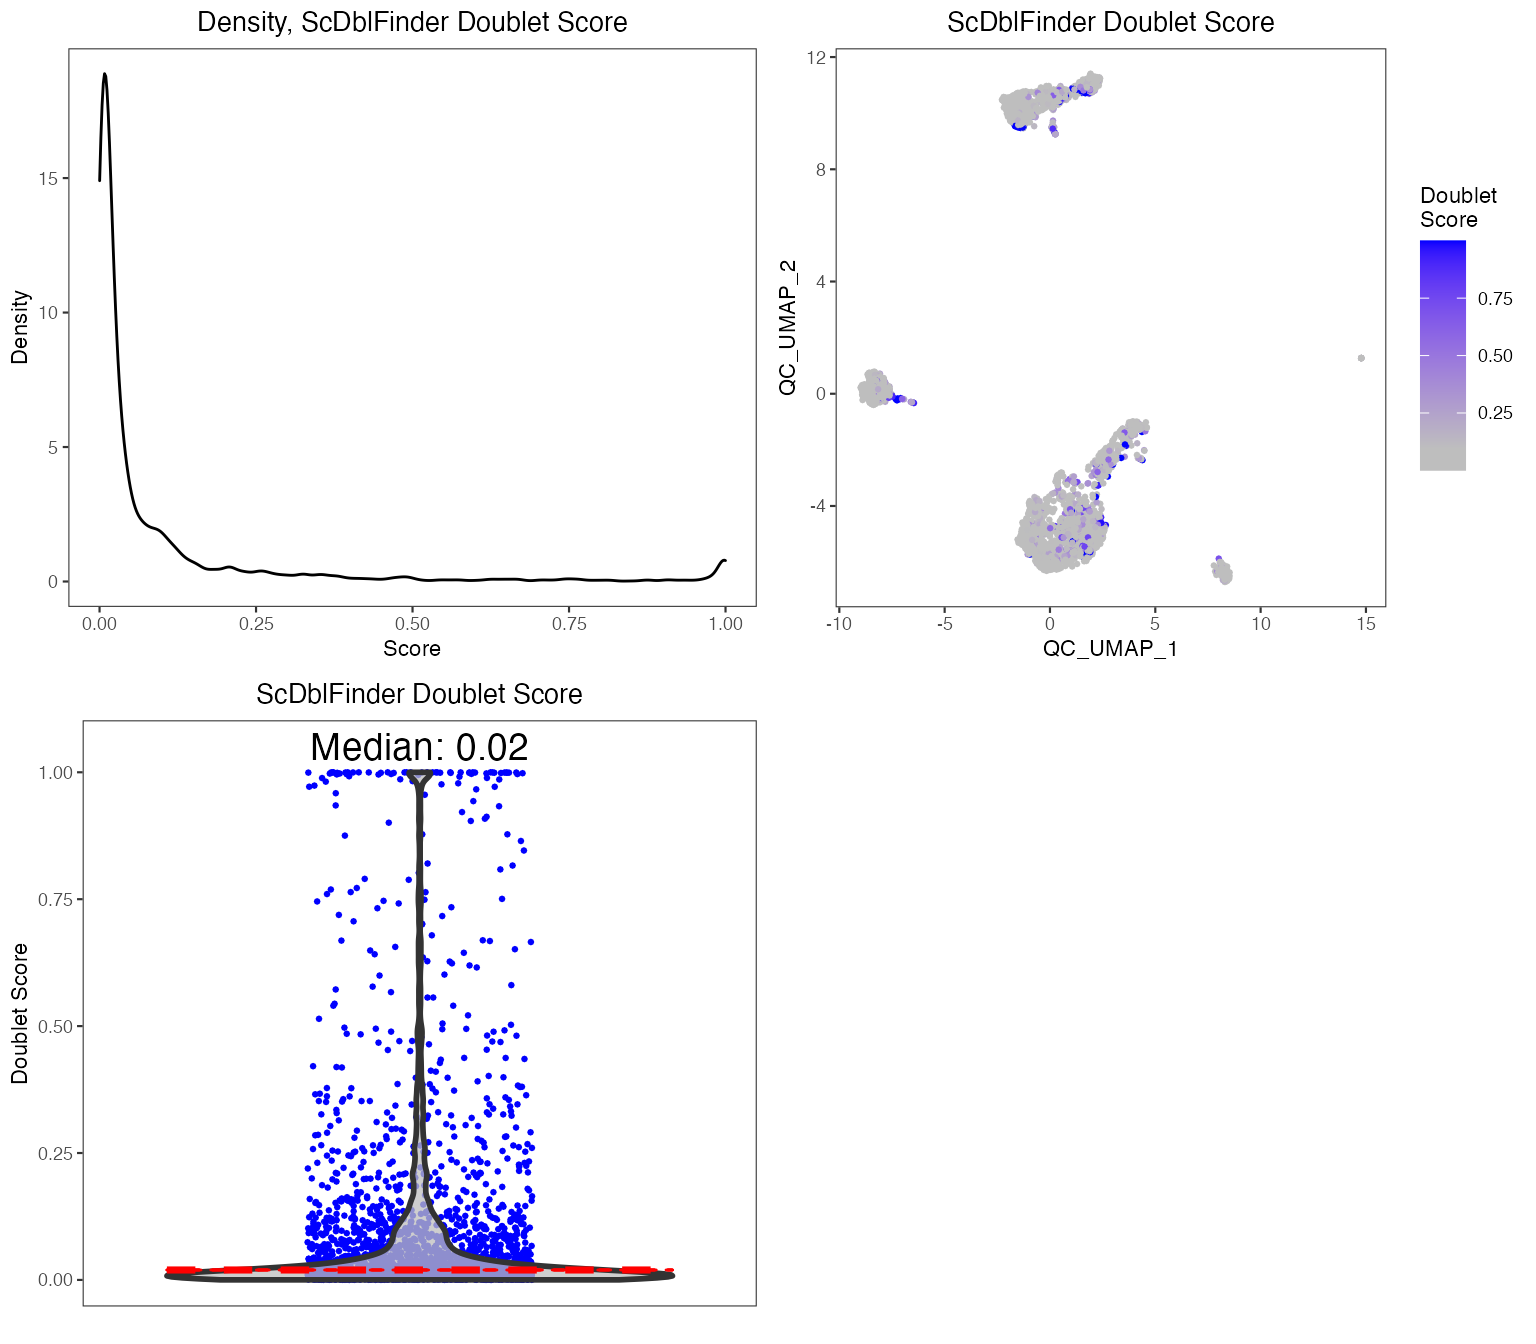 Density, ScDblFinder Doublet Score
15
10
5
0
Density
0.00
0.25
0.50
0.75
1.00
Score
ScDblFinder Doublet Score
12
8
4
0
-4
QC_UMAP_2
-10
-5
0
5
10
15
QC_UMAP_1
Doublet
Score
0.75
0.50
0.25
ScDblFinder Doublet Score
Median: 0.02
1.00
0.75
0.50
0.25
0.00
Doublet Score